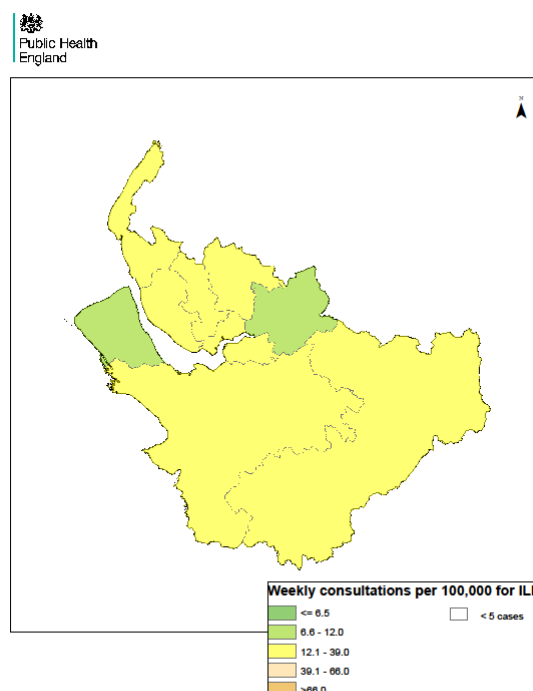 Public Health
England
N
Weekly consultations per 100,000 for ILI
<= 6.5
< 5 cases
6.6 - 12.0
12.1 - 39.0
39.1 - 66.0
>66.0